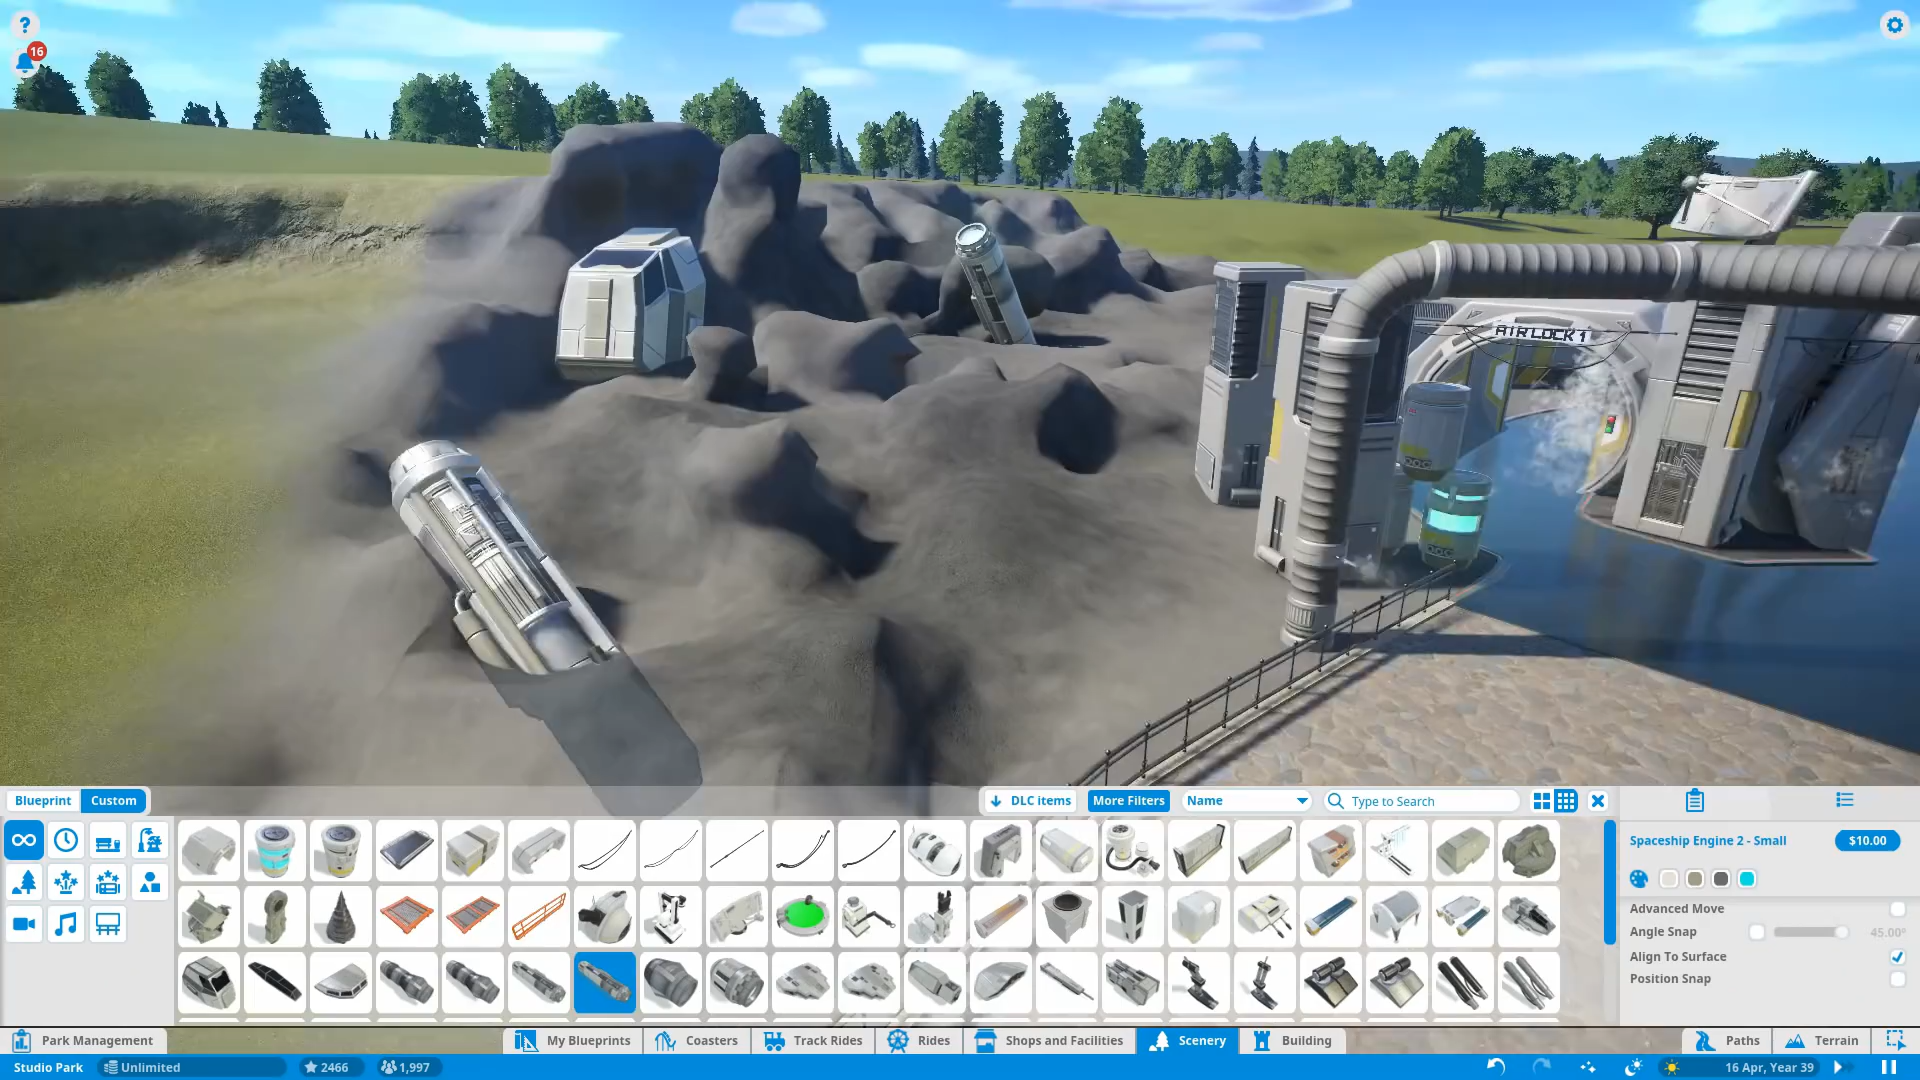 ?
16
AIRLOCK 1
Blueprint
Custom
DLC items
More Filters
Name
Type to Search
Spaceship Engine 2 - Small
$10.00
Advanced Move
Angle Snap
45.00°
Align To Surface
Position Snap
Park Management
My Blueprints
Coasters
Track Rides
Rides
Shops and Facilities
Scenery
Building
Paths
Terrain
Studio Park
Unlimited
2466
1,997
16 Apr, Year 39